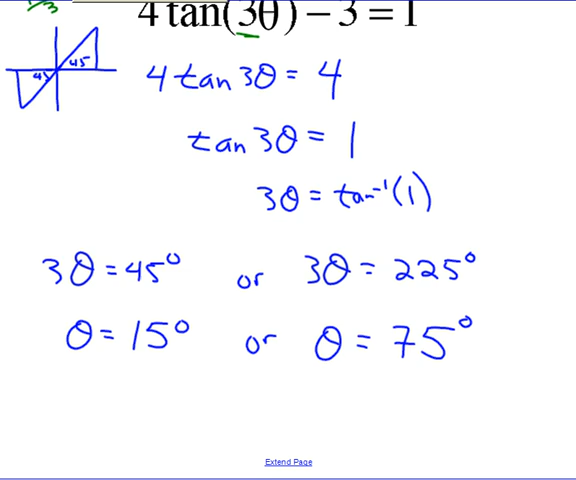 4 tan(3θ) − 3 = 1
45
45
4 tan 3θ = 4
tan 3θ = 1
3θ = tan⁻¹(1)
3θ = 45° or 3θ = 225°
θ = 15° or θ = 75°
Extend Page